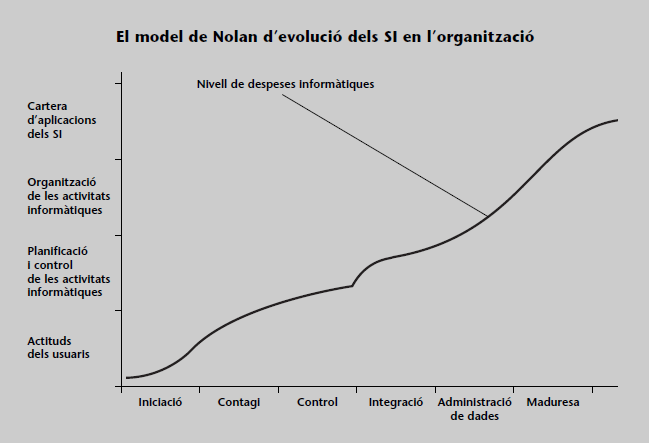 El model de Nolan d’evolució dels SI en l’organització
Nivell de despeses informàtiques
Cartera
d’aplicacions
dels SI
Organització
de les activitats
informàtiques
Planificació
i control
de les activitats
informàtiques
Actituds
dels usuaris
Iniciació
Contagi
Control
Integració
Administració
de dades
Maduresa